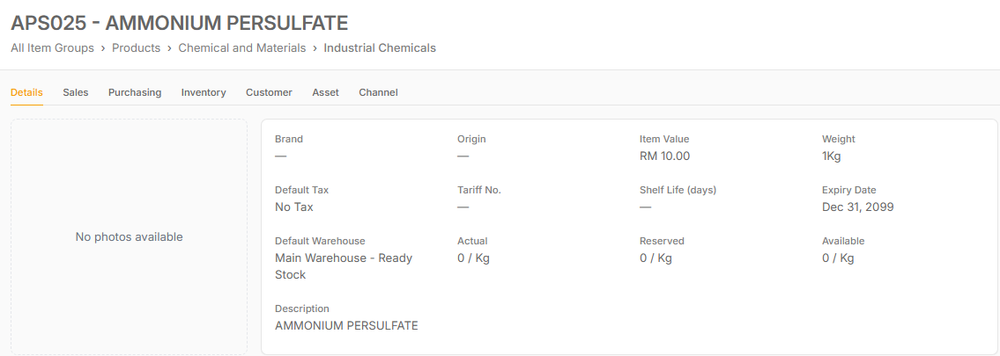 APS025 - AMMONIUM PERSULFATE
All Item Groups › Products › Chemical and Materials › Industrial Chemicals
Details Sales Purchasing Inventory Customer Asset Channel
No photos available
Brand Origin Item Value Weight
— — RM 10.00 1Kg
Default Tax Tariff No. Shelf Life (days) Expiry Date
No Tax — — Dec 31, 2099
Default Warehouse Actual Reserved Available
Main Warehouse - Ready 0 / Kg 0 / Kg 0 / Kg
Stock
Description
AMMONIUM PERSULFATE